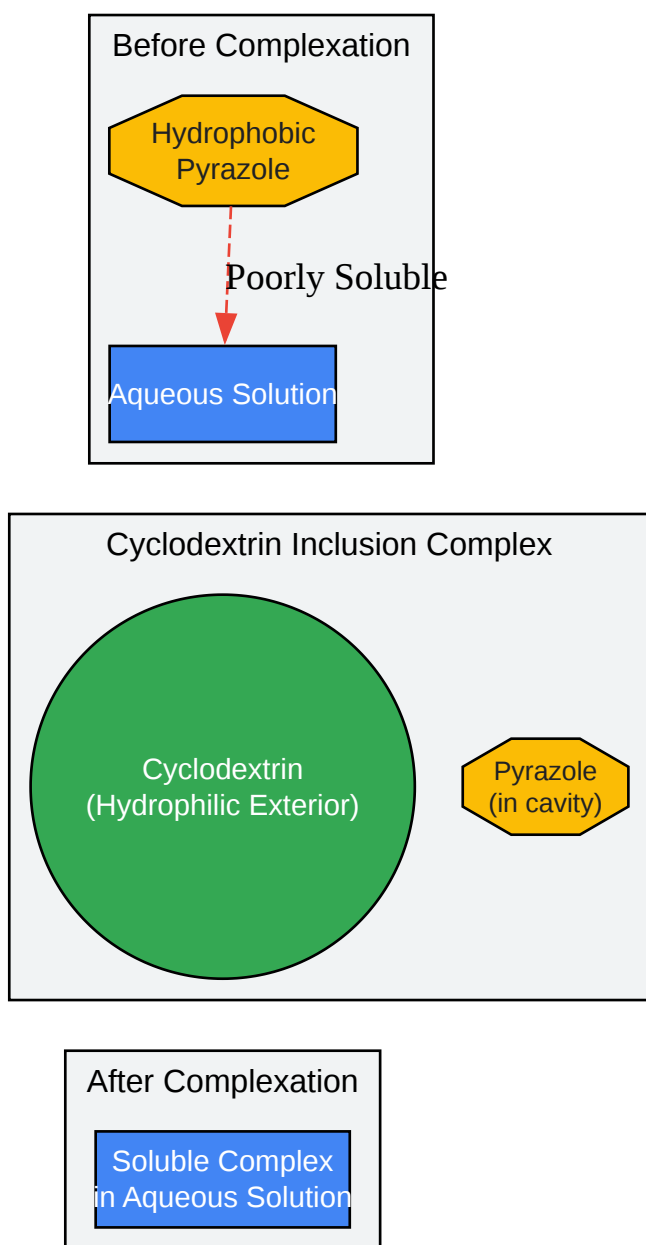 Before Complexation
Hydrophobic
Pyrazole
Poorly Soluble
Aqueous Solution
Cyclodextrin Inclusion Complex
Cyclodextrin
(Hydrophilic Exterior)
Pyrazole
(in cavity)
After Complexation
Soluble Complex
in Aqueous Solution